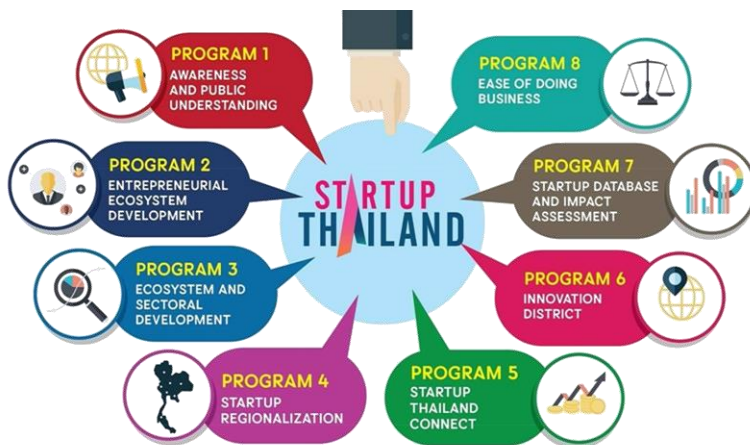 PROGRAM 1
AWARENESS
AND PUBLIC
UNDERSTANDING
PROGRAM 2
ENTREPRENEURIAL
ECOSYSTEM
DEVELOPMENT
PROGRAM 3
ECOSYSTEM AND
SECTORAL
DEVELOPMENT
PROGRAM 4
STARTUP
REGIONALIZATION
STARTUP
THAILAND
PROGRAM 8
EASE OF DOING
BUSINESS
PROGRAM 7
STARTUP DATABASE
AND IMPACT
ASSESSMENT
PROGRAM 6
INNOVATION
DISTRICT
PROGRAM 5
STARTUP
THAILAND
CONNECT